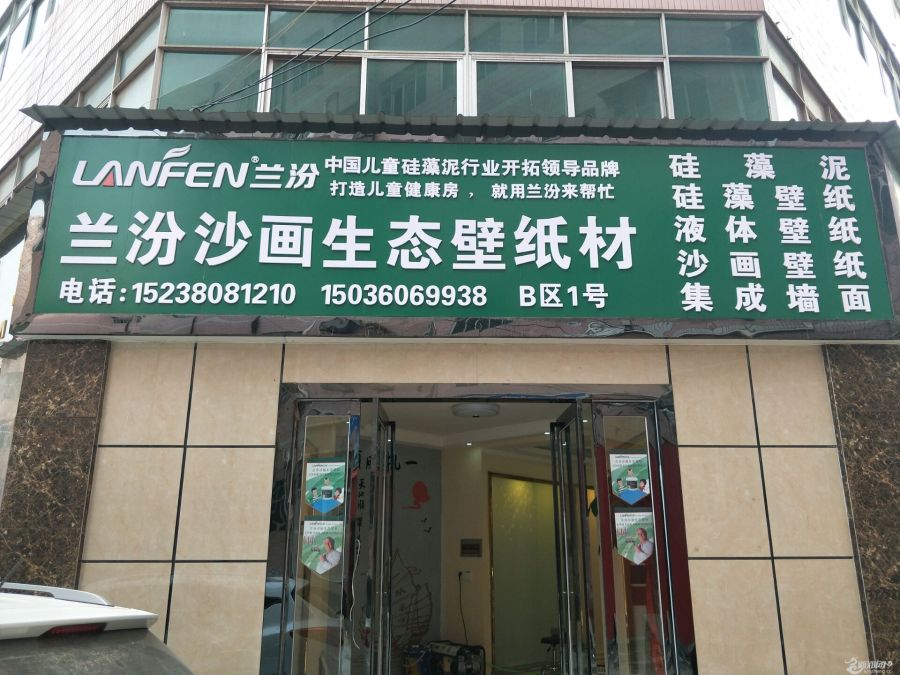 LANFEN®兰汾
中国儿童硅藻泥行业开拓领导品牌
打造儿童健康房，就用兰汾来帮忙
兰汾沙画生态壁纸材
电话:15238081210 15036069938 B区1号
硅藻泥
硅藻壁纸
液体壁纸
沙画壁纸
集成墙面
LANFEN
LANFEN